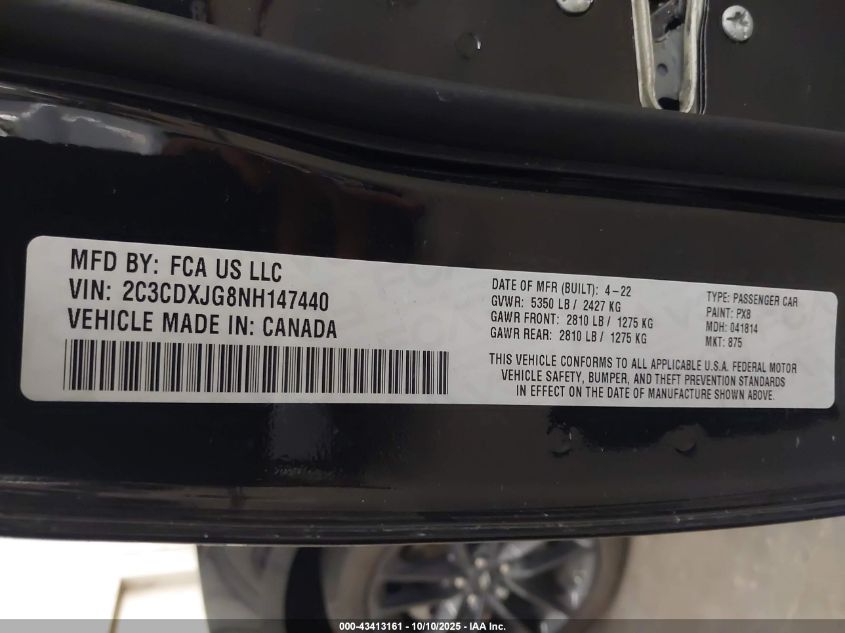 MFD BY: FCA US LLC
VIN: 2C3CDXJG8NH147440
VEHICLE MADE IN: CANADA
DATE OF MFR (BUILT): 4-22
GVWR: 5350 LB / 2427 KG
GAWR FRONT: 2810 LB / 1275 KG
GAWR REAR: 2810 LB / 1275 KG
TYPE: PASSENGER CAR
PAINT: PX8
MDH: 041814
MKT: 875
THIS VEHICLE CONFORMS TO ALL APPLICABLE U.S.A. FEDERAL MOTOR
VEHICLE SAFETY, BUMPER, AND THEFT PREVENTION STANDARDS
IN EFFECT ON THE DATE OF MANUFACTURE SHOWN ABOVE.
000-43413161 - 10/10/2025 - IAA Inc.